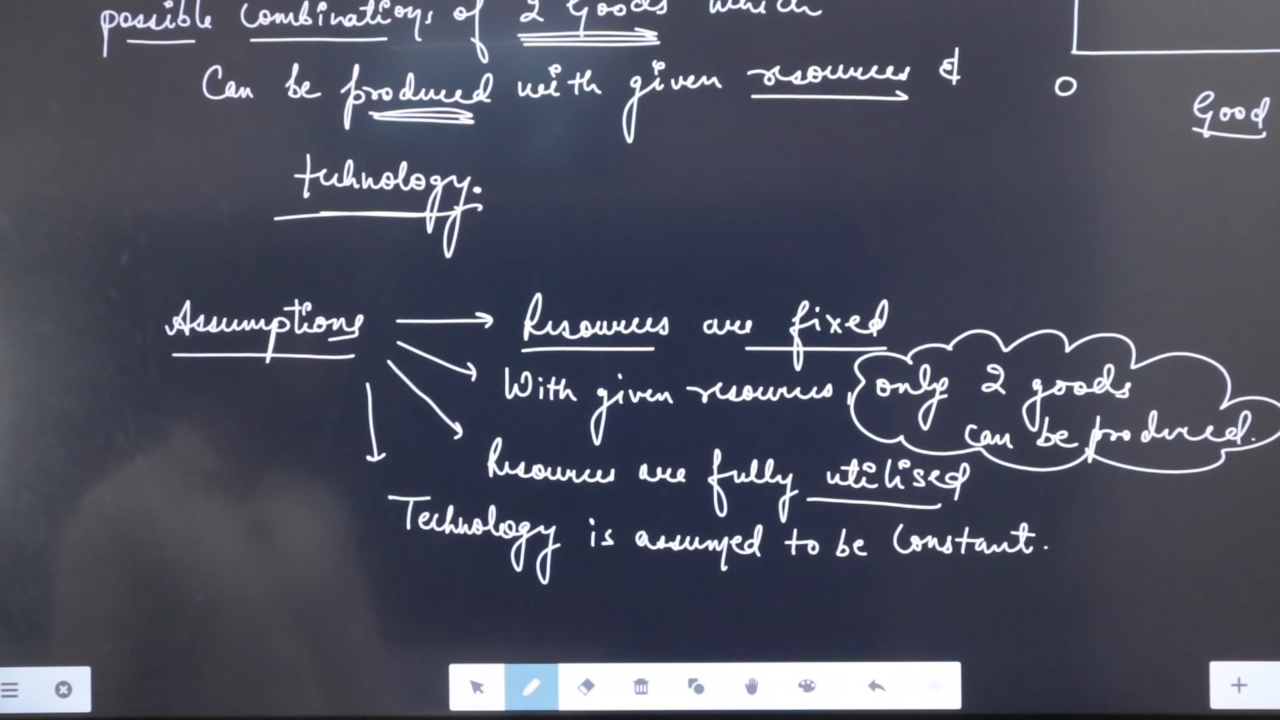 possible Combinations of 2 Goods which
Can be produced with given resources &
O
Good
technology.
Assumptions → Resources are fixed
With given resources, only 2 goods
can be produced.
Resources are fully utilised
Technology is assumed to be Constant.